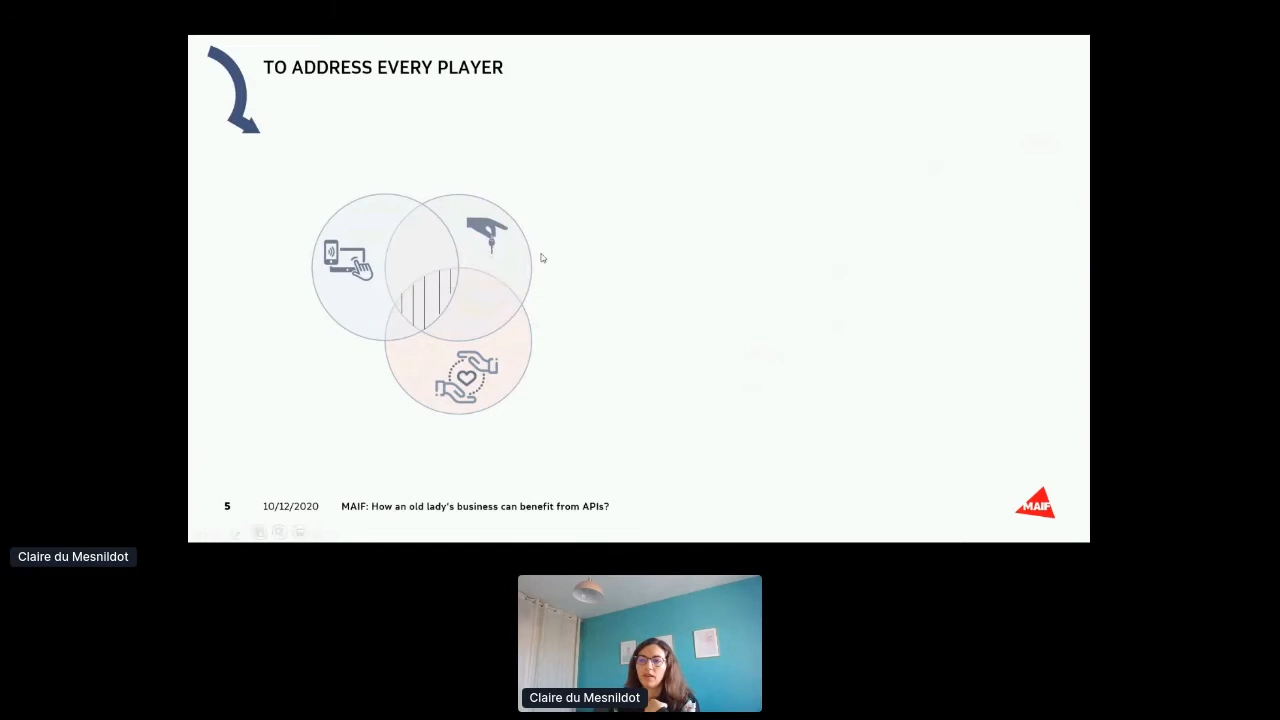 TO ADDRESS EVERY PLAYER
5 10/12/2020 MAIF: How an old lady's business can benefit from APIs?
MAIF
Claire du Mesnildot
Claire du Mesnildot